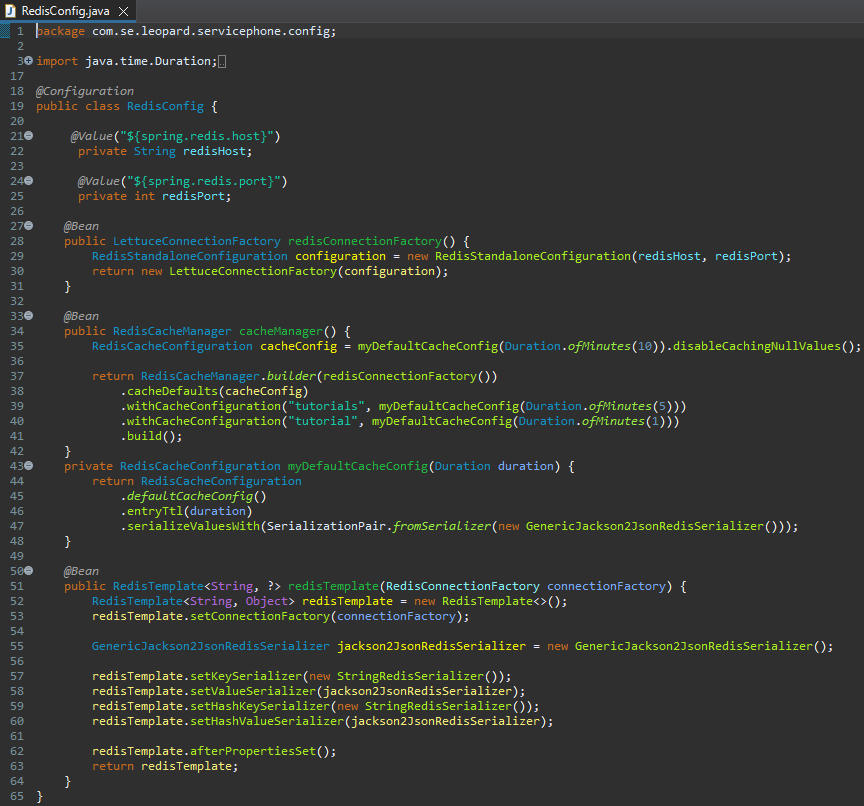 RedisConfig.java
1 package com.se.leopard.servicephone.config;
2
3 import java.time.Duration;
17
18 @Configuration
19 public class RedisConfig {
20
21 @Value("${spring.redis.host}")
22 private String redisHost;
23
24 @Value("${spring.redis.port}")
25 private int redisPort;
26
27 @Bean
28 public LettuceConnectionFactory redisConnectionFactory() {
29 RedisStandaloneConfiguration configuration = new RedisStandaloneConfiguration(redisHost, redisPort);
30 return new LettuceConnectionFactory(configuration);
31 }
32
33 @Bean
34 public RedisCacheManager cacheManager() {
35 RedisCacheConfiguration cacheConfig = myDefaultCacheConfig(Duration.ofMinutes(10)).disableCachingNullValues();
36
37 return RedisCacheManager.builder(redisConnectionFactory())
38 .cacheDefaults(cacheConfig)
39 .withCacheConfiguration("tutorials", myDefaultCacheConfig(Duration.ofMinutes(5)))
40 .withCacheConfiguration("tutorial", myDefaultCacheConfig(Duration.ofMinutes(1)))
41 .build();
42 }
43 private RedisCacheConfiguration myDefaultCacheConfig(Duration duration) {
44 return RedisCacheConfiguration
45 .defaultCacheConfig()
46 .entryTtl(duration)
47 .serializeValuesWith(SerializationPair.fromSerializer(new GenericJackson2JsonRedisSerializer()));
48 }
49
50 @Bean
51 public RedisTemplate<String, ?> redisTemplate(RedisConnectionFactory connectionFactory) {
52 RedisTemplate<String, Object> redisTemplate = new RedisTemplate<>();
53 redisTemplate.setConnectionFactory(connectionFactory);
54
55 GenericJackson2JsonRedisSerializer jackson2JsonRedisSerializer = new GenericJackson2JsonRedisSerializer();
56
57 redisTemplate.setKeySerializer(new StringRedisSerializer());
58 redisTemplate.setValueSerializer(jackson2JsonRedisSerializer);
59 redisTemplate.setHashKeySerializer(new StringRedisSerializer());
60 redisTemplate.setHashValueSerializer(jackson2JsonRedisSerializer);
61
62 redisTemplate.afterPropertiesSet();
63 return redisTemplate;
64 }
65 }